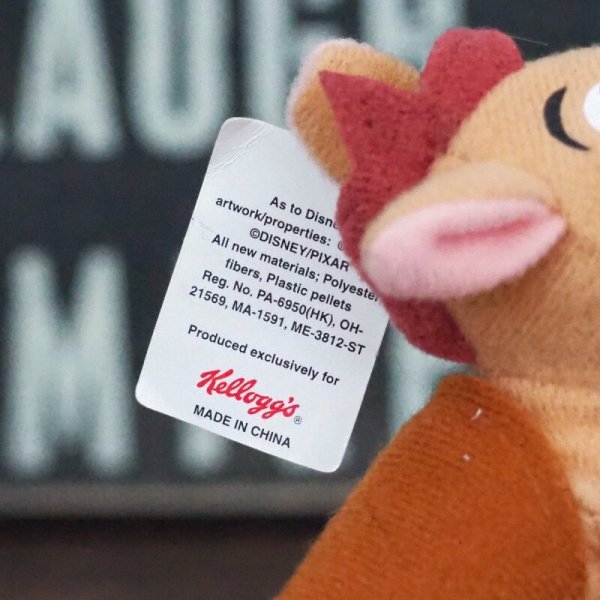 As to Disn
artwork/properties: ©
©DISNEY/PIXAR
All new materials; Polyester
fibers, Plastic pellets
Reg. No. PA-6950(HK), OH-
21569, MA-1591, ME-3812-ST
Produced exclusively for
Kellogg's®
MADE IN CHINA